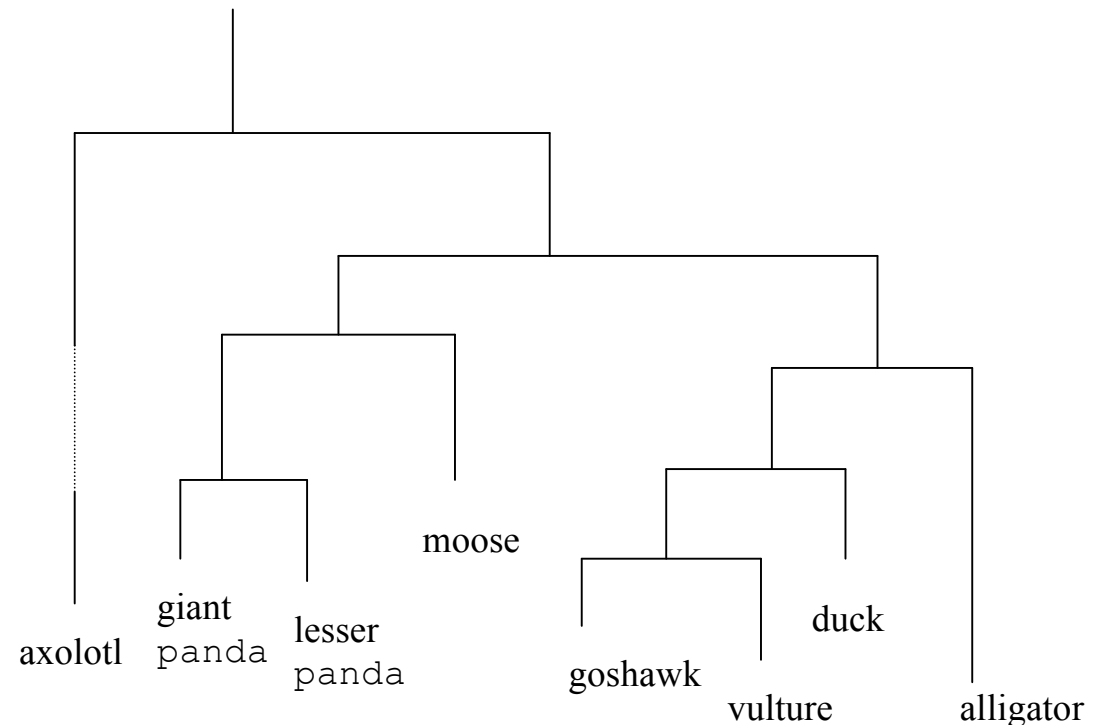 moose
giant
panda
lesser
panda
duck
axolotl
goshawk
vulture
alligator